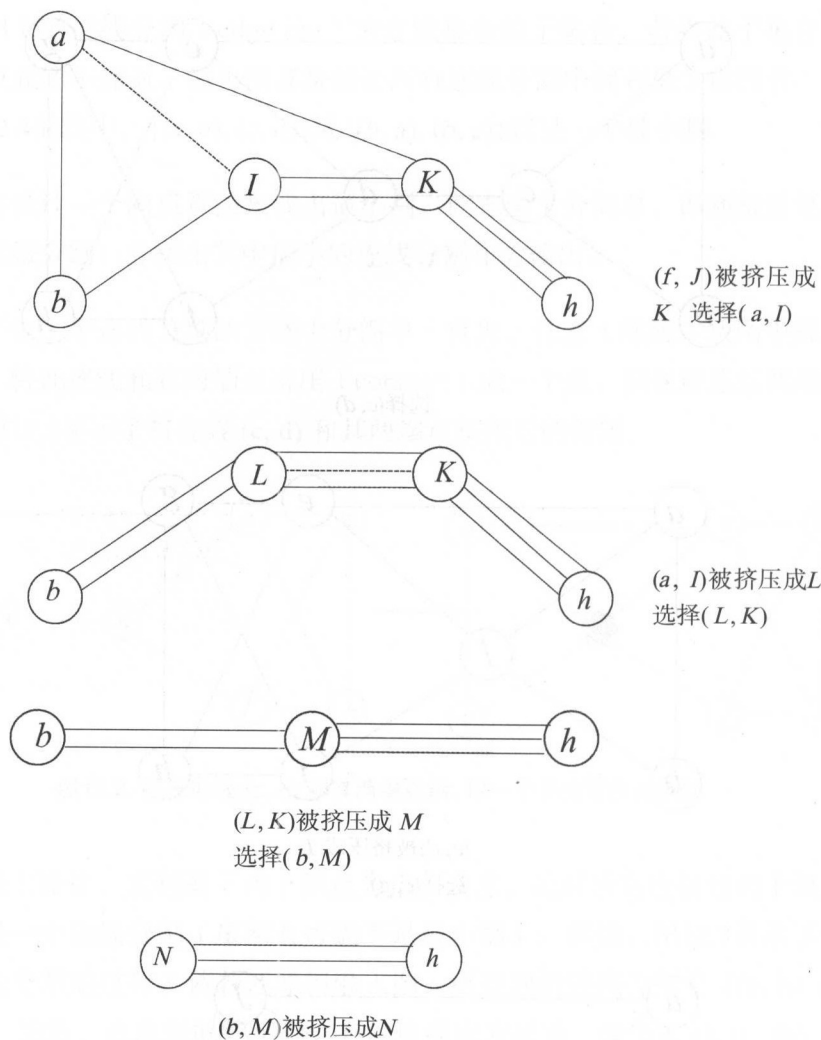 a
I
K
b
h
(f, J)被挤压成
K 选择(a,I)
L
K
b
h
(a, I)被挤压成L
选择(L,K)
b
M
h
(L,K)被挤压成 M
选择(b,M)
N
h
(b,M)被挤压成N